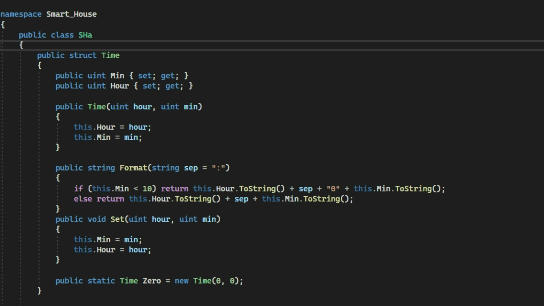 namespace Smart_House
{
public class SHa
{
public struct Time
{
public uint Min { set; get; }
public uint Hour { set; get; }
public Time(uint hour, uint min)
{
this.Hour = hour;
this.Min = min;
}
public string Format(string sep = ":")
{
if (this.Min < 10) return this.Hour.ToString() + sep + "0" + this.Min.ToString();
else return this.Hour.ToString() + sep + this.Min.ToString();
}
public void Set(uint hour, uint min)
{
this.Min = min;
this.Hour = hour;
}
public static Time Zero = new Time(0, 0);
}